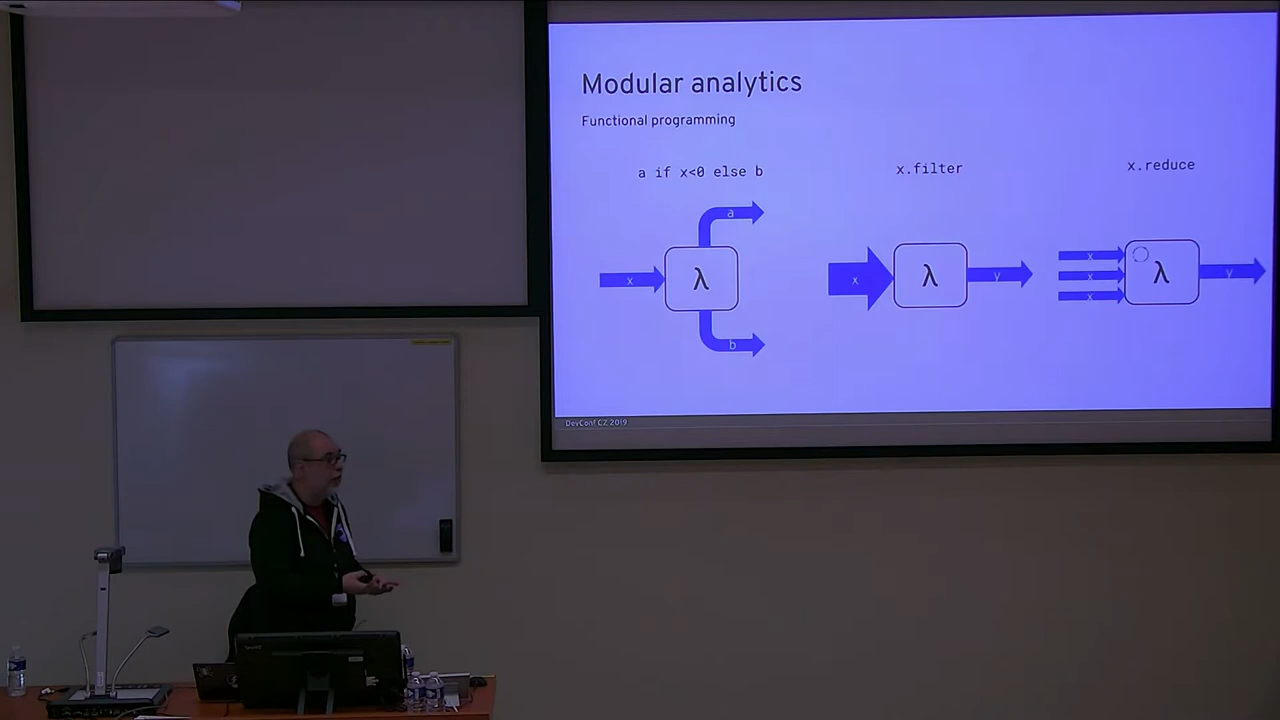 Modular analytics
Functional programming
a if x<0 else b
x.filter
x.reduce
a
x
λ
b
x
λ
y
x
x
x
λ
y
DevConf CZ, 2019